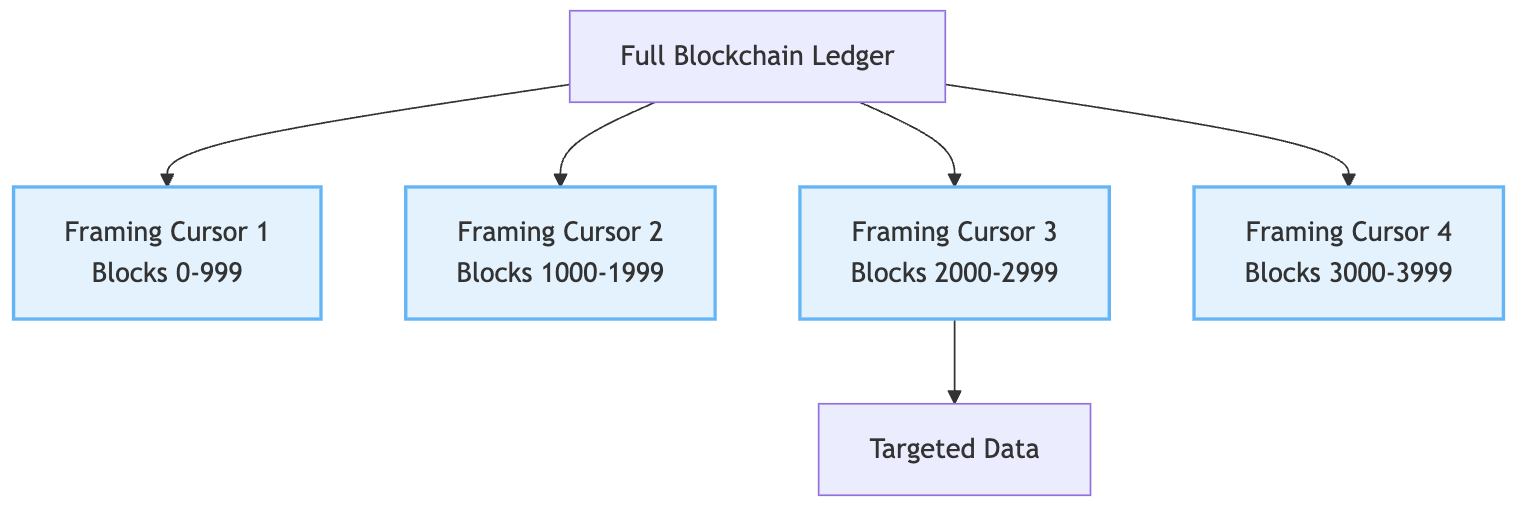 Full Blockchain Ledger
Framing Cursor 1
Blocks 0-999
Framing Cursor 2
Blocks 1000-1999
Framing Cursor 3
Blocks 2000-2999
Framing Cursor 4
Blocks 3000-3999
Targeted Data